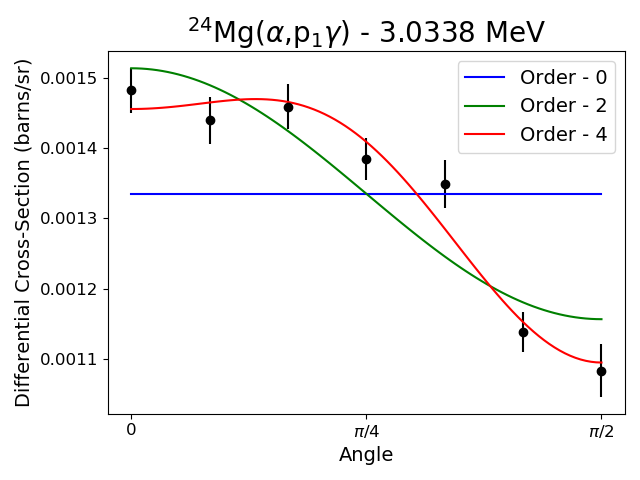 ²⁴Mg(α,p₁γ) - 3.0338 MeV
Differential Cross-Section (barns/sr)
0.0015
0.0014
0.0013
0.0012
0.0011
Order - 0
Order - 2
Order - 4
0
π/4
π/2
Angle